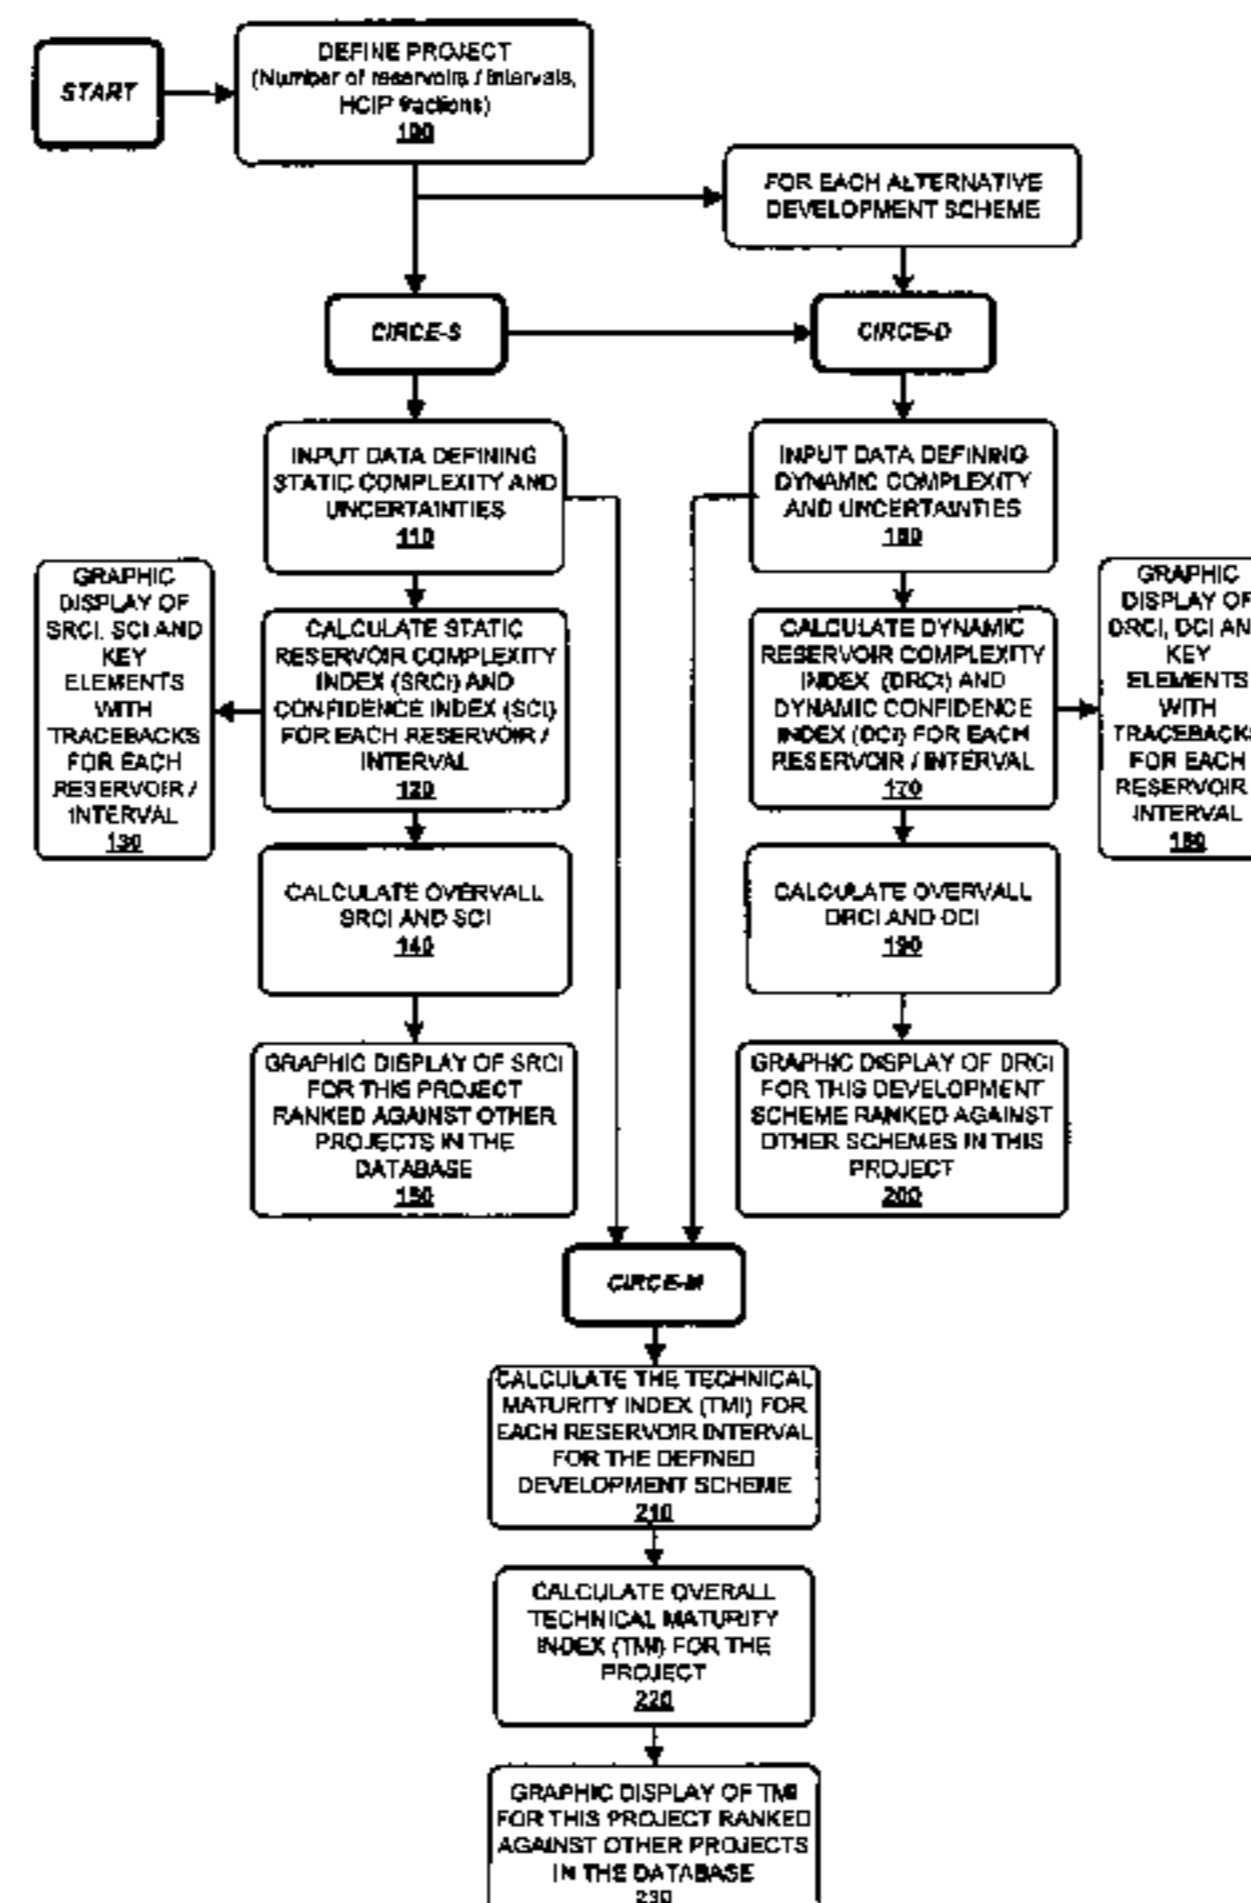 START
DEFINE PROJECT
(Number of reservoirs / intervals,
HCIP fractions)
100
FOR EACH ALTERNATIVE
DEVELOPMENT SCHEME
CIRCE-S
CIRCE-D
INPUT DATA DEFINING
STATIC COMPLEXITY AND
UNCERTAINTIES
110
INPUT DATA DEFINING
DYNAMIC COMPLEXITY
AND UNCERTAINTIES
160
GRAPHIC
DISPLAY OF
SRCI, SCI AND
KEY
ELEMENTS
WITH
TRACEBACKS
FOR EACH
RESERVOIR /
INTERVAL
130
CALCULATE STATIC
RESERVOIR COMPLEXITY
INDEX (SRCI) AND
CONFIDENCE INDEX (SCI)
FOR EACH RESERVOIR /
INTERVAL
120
CALCULATE DYNAMIC
RESERVOIR COMPLEXITY
INDEX (DRCI) AND
DYNAMIC CONFIDENCE
INDEX (DCI) FOR EACH
RESERVOIR / INTERVAL
170
GRAPHIC
DISPLAY OF
DRCI, DCI AN
KEY
ELEMENTS
WITH
TRACEBACKS
FOR EACH
RESERVOIR
INTERVAL
180
CALCULATE OVERVALL
SRCI AND SCI
140
CALCULATE OVERVALL
DRCI AND DCI
190
GRAPHIC DISPLAY OF SRCI
FOR THIS PROJECT
RANKED AGAINST OTHER
PROJECTS IN THE
DATABASE
150
GRAPHIC DISPLAY OF DRCI
FOR THIS DEVELOPMENT
SCHEME RANKED AGAINST
OTHER SCHEMES IN THIS
PROJECT
200
CIRCE-M
CALCULATE THE TECHNICAL
MATURITY INDEX (TMI) FOR
EACH RESERVOIR INTERVAL
FOR THE DEFINED
DEVELOPMENT SCHEME
210
CALCULATE OVERALL
TECHNICAL MATURITY
INDEX (TMI) FOR THE
PROJECT
220
GRAPHIC DISPLAY OF TMI
FOR THIS PROJECT RANKED
AGAINST OTHER PROJECTS
IN THE DATABASE
230